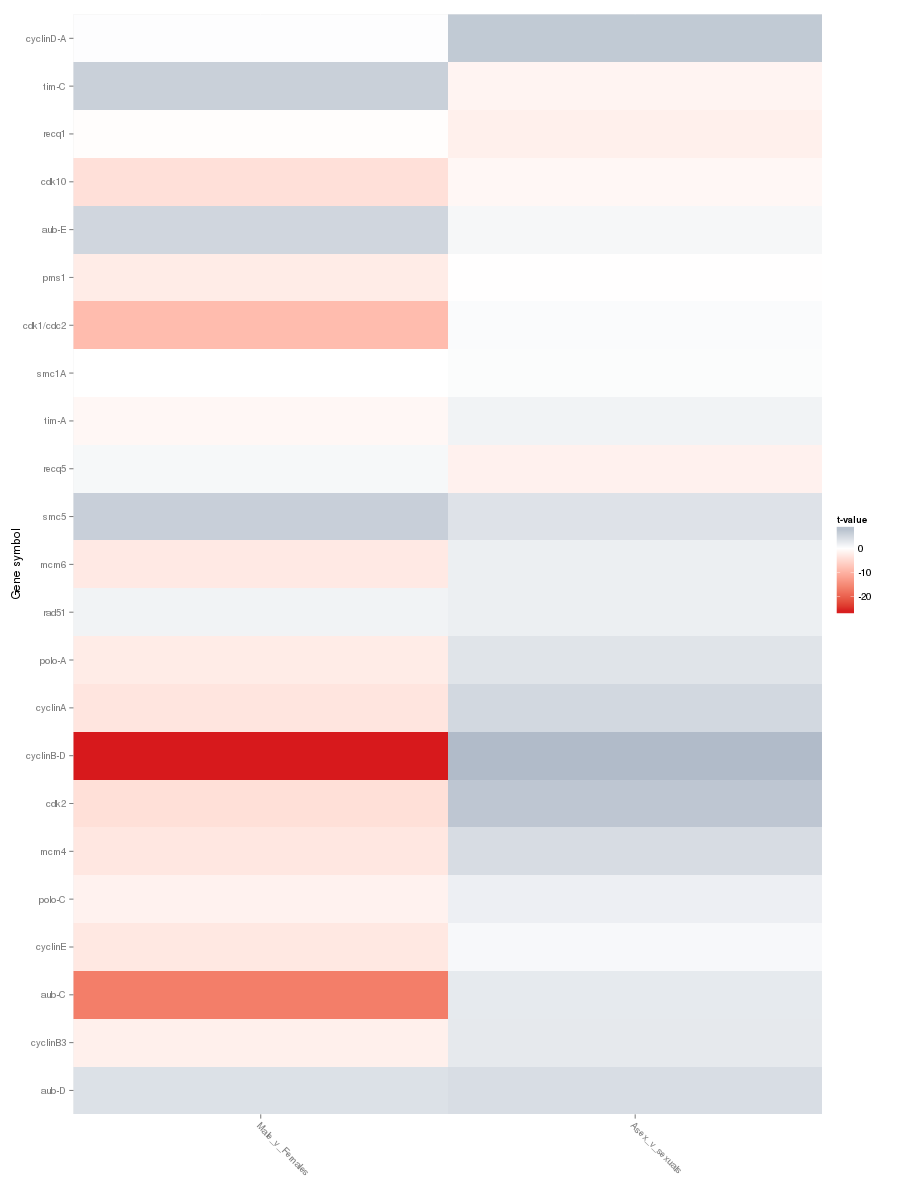 cyclinD-A
tim-C
recq1
cdk10
aub-E
pms1
cdk1/cdc2
smc1A
tim-A
recq5
smc5
mcm6
rad51
polo-A
cyclinA
cyclinB-D
cdk2
mcm4
polo-C
cyclinE
aub-C
cyclinB3
aub-D
Gene symbol
Male_v_Females
Asex_v_sexuals
t-value
0
-10
-20